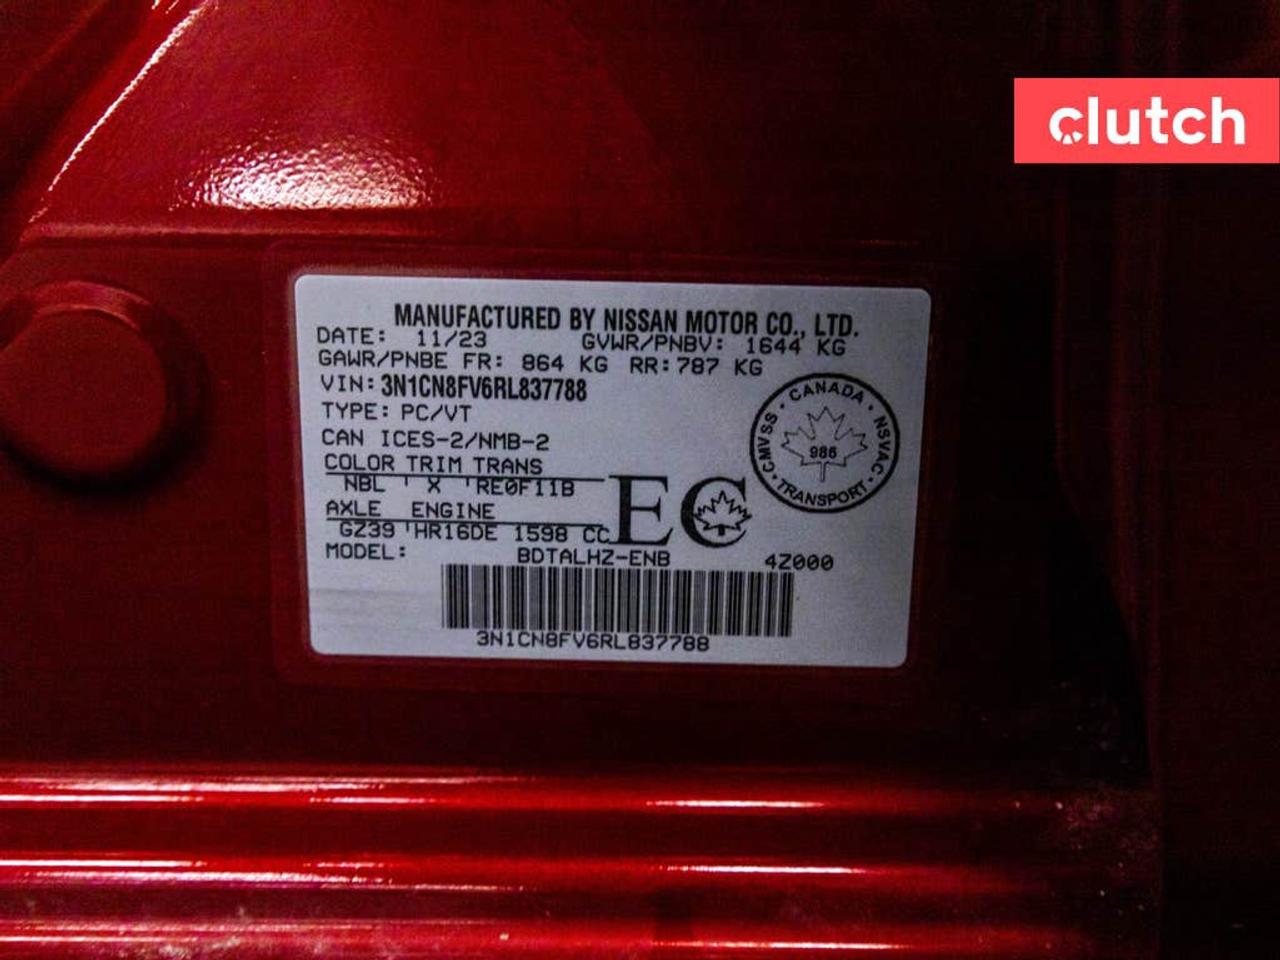 clutch
MANUFACTURED BY NISSAN MOTOR CO., LTD.
DATE: 11/23 GVWR/PNBV: 1644 KG
GAWR/PNBE FR: 864 KG RR: 787 KG
VIN: 3N1CN8FV6RL837788
TYPE: PC/VT
CAN ICES-2/NMB-2
COLOR TRIM TRANS
NBL ' X 'RE0F11B
AXLE ENGINE
GZ39 'HR16DE 1598 CC
EC
CANADA · NSVAC · TRANSPORT · CMVSS ·
986
MODEL: BDTALHZ-ENB 4Z000
3N1CN8FV6RL837788